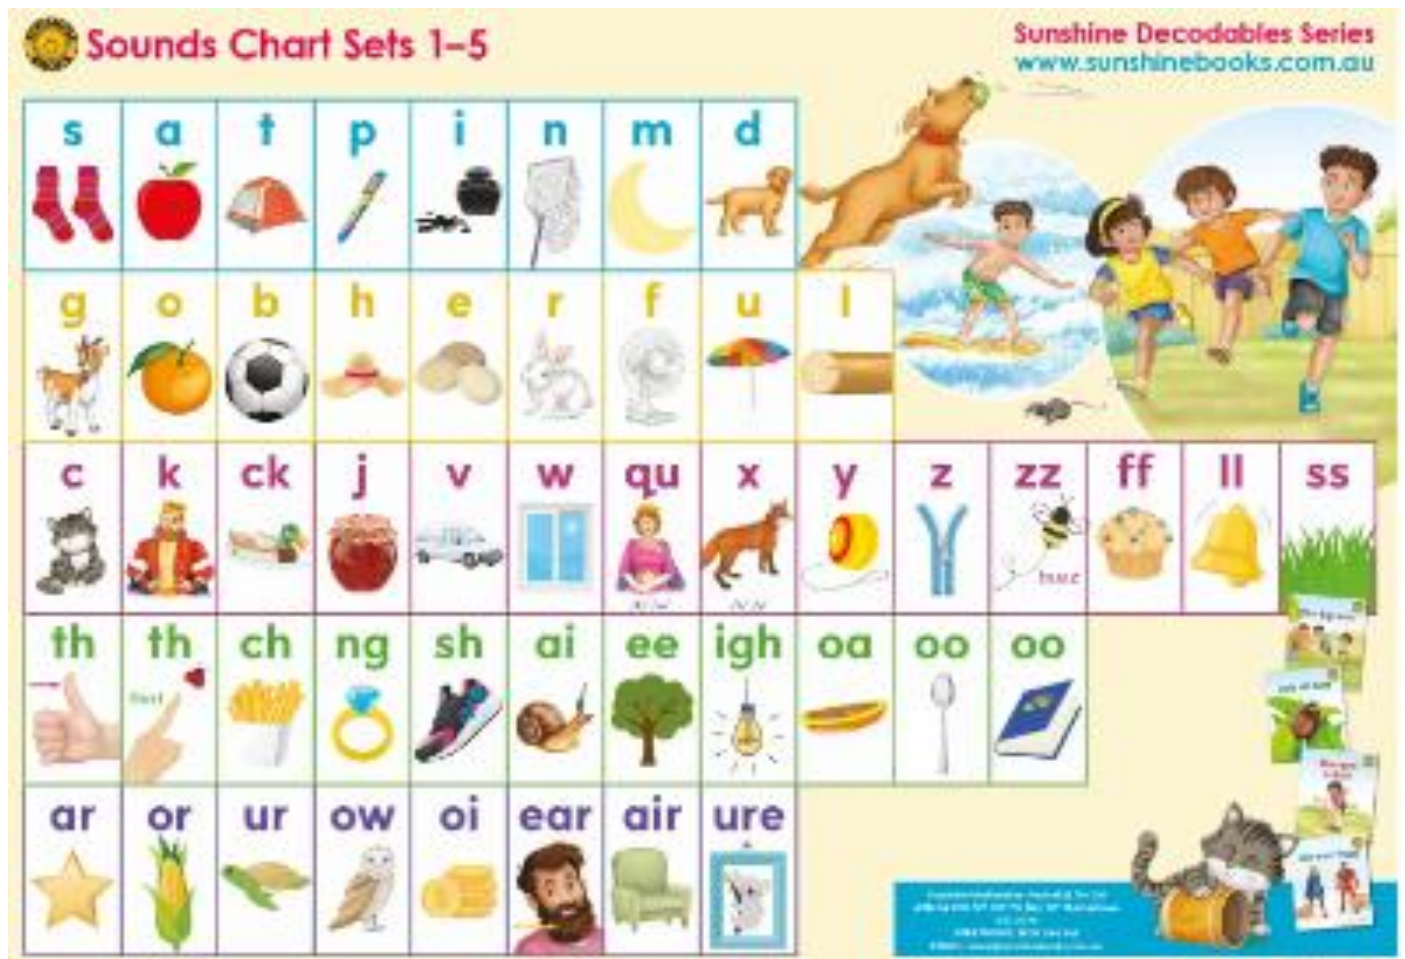 Sounds Chart Sets 1–5
Sunshine Decodables Series
www.sunshinebooks.com.au
s a t p i n m d
g o b h e r f u l
c k ck j v w qu x y z zz ff ll ss
buzz
th th ch ng sh ai ee igh oa oo oo
ar or ur ow oi ear air ure